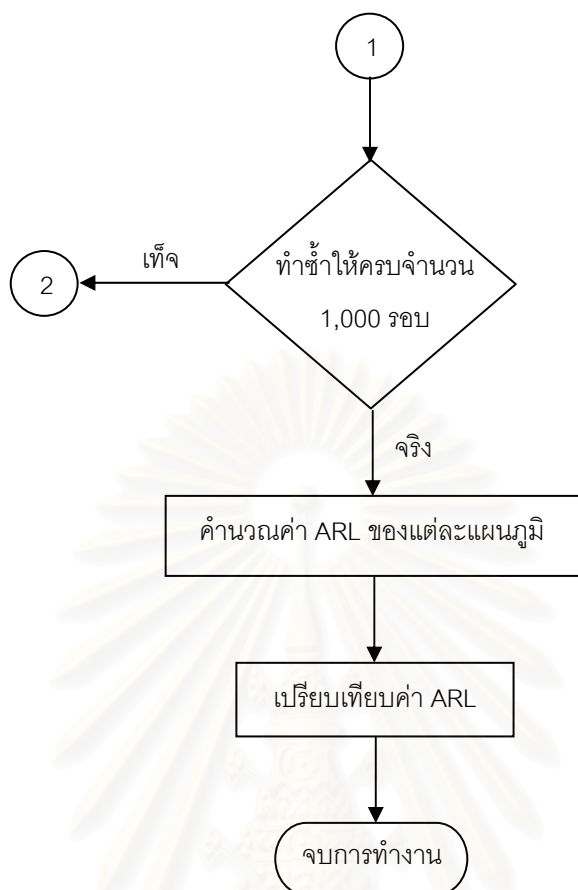 1
ทำซ้ำให้ครบจำนวน
1,000 รอบ
เท็จ
2
จริง
คำนวณค่า ARL ของแต่ละแผนภูมิ
เปรียบเทียบค่า ARL
จบการทำงาน